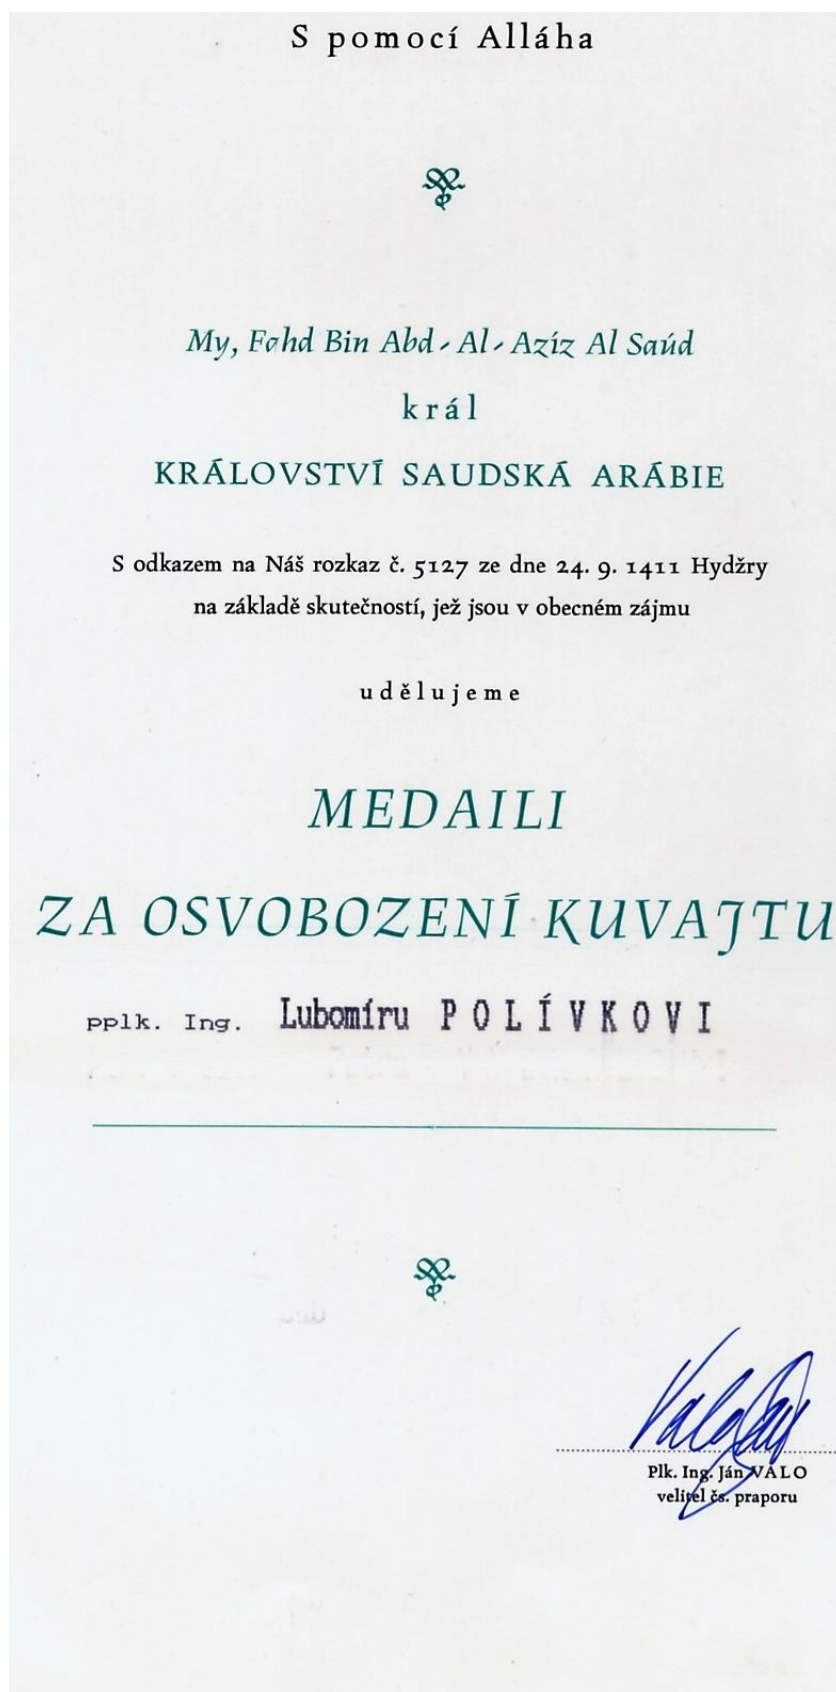 S pomocí Alláha
My, Fahd Bin Abd-Al-Azíz Al Saúd
král
KRÁLOVSTVÍ SAUDSKÁ ARÁBIE
S odkazem na Náš rozkaz č. 5127 ze dne 24. 9. 1411 Hydžry
na základě skutečností, jež jsou v obecném zájmu
udělujeme
MEDAILI
ZA OSVOBOZENÍ KUVAJTU
pplk. Ing. Lubomíru POLÍVKOVI
Plk. Ing. Ján VALO
velitel čs. praporu